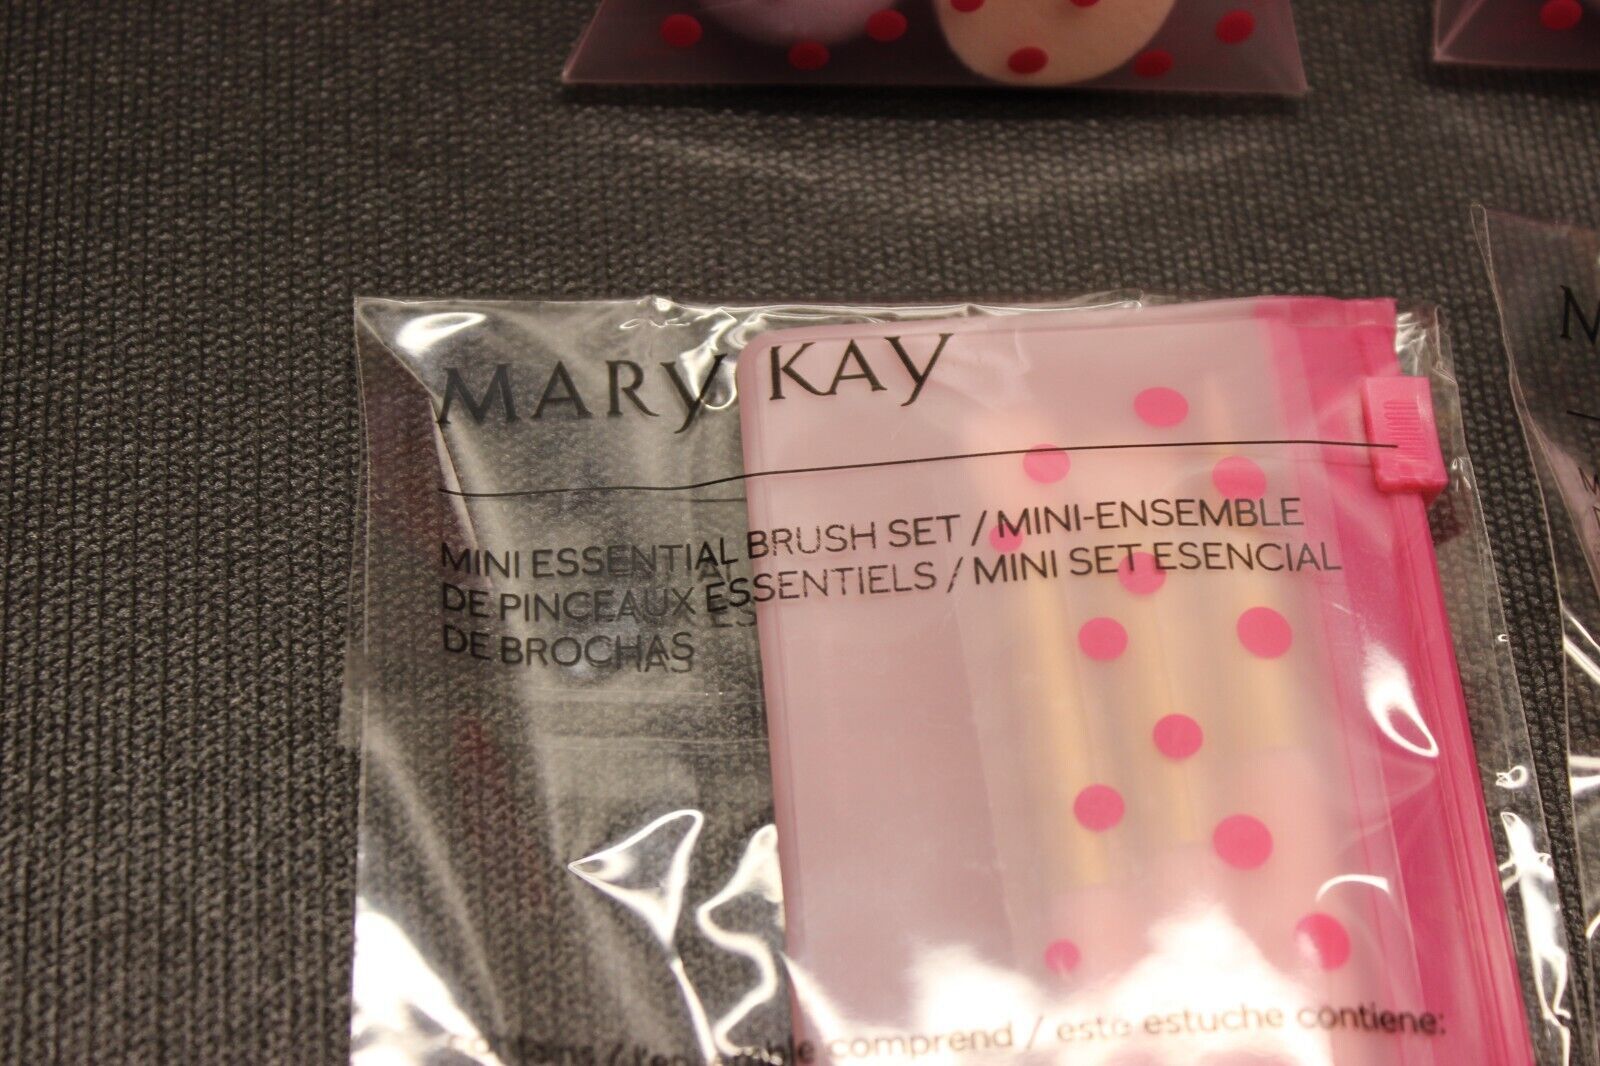 MARY KAY
MINI ESSENTIAL BRUSH SET / MINI-ENSEMBLE
DE PINCEAUX ESSENTIELS / MINI SET ESENCIAL
DE BROCHAS
comprend / este estuche contiene:
M
M